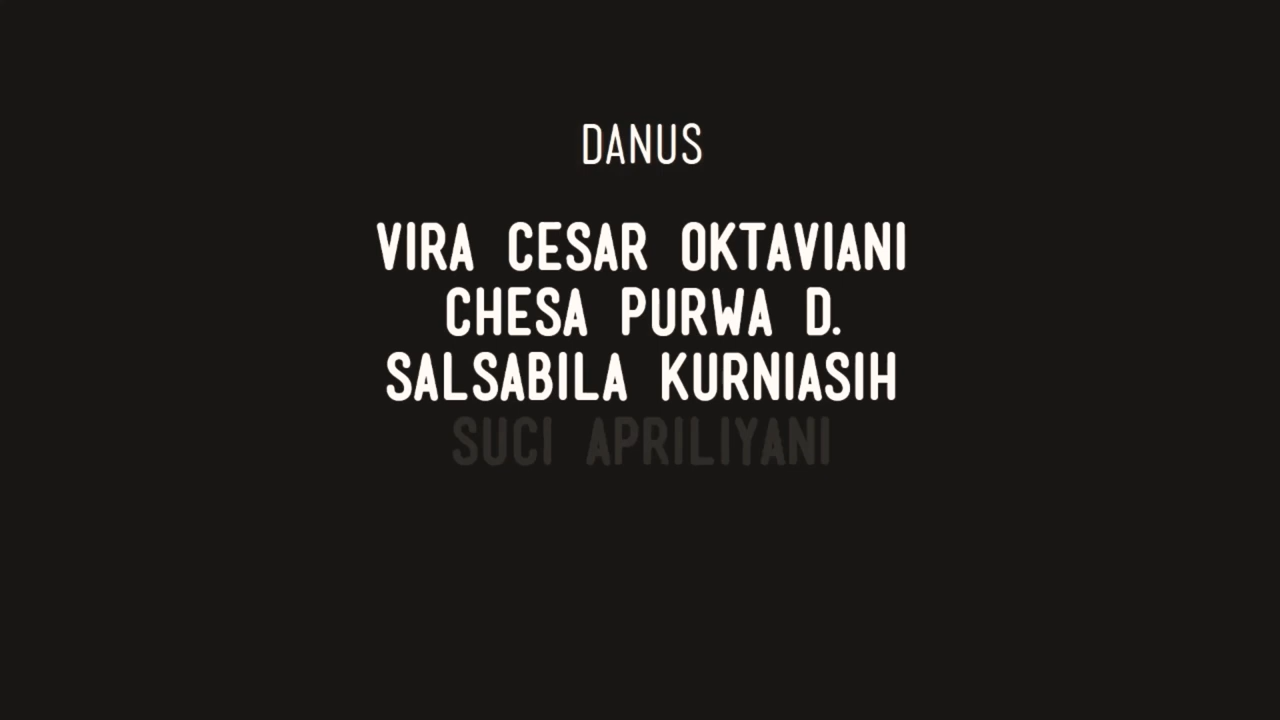 DANUS
VIRA CESAR OKTAVIANI
CHESA PURWA D.
SALSABILA KURNIASIH
SUCI APRILIYANI